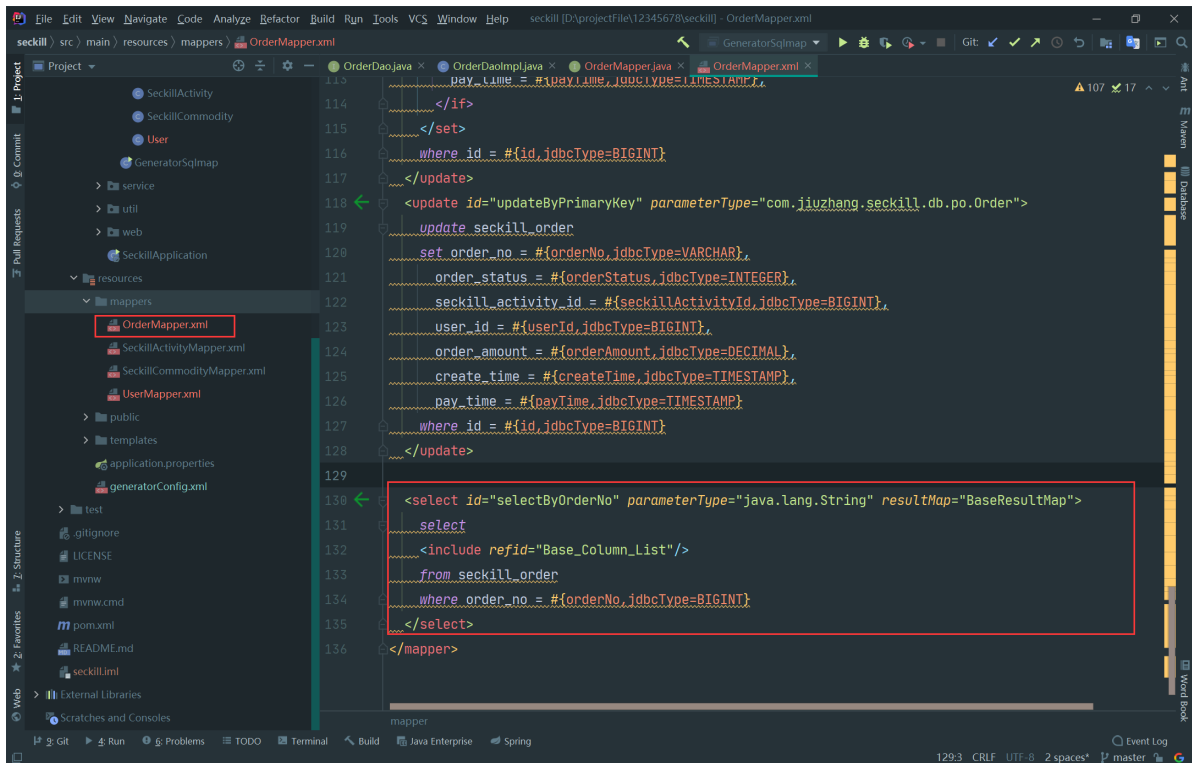 File Edit View Navigate Code Analyze Refactor Build Run Tools VCS Window Help seckill [D:\projectFile\12345678\seckill] - OrderMapper.xml
seckill src main resources mappers OrderMapper.xml GeneratorSqlmap Git:
Project OrderDao.java OrderDaoImpl.java OrderMapper.java OrderMapper.xml
107 17
1: Project
0: Commit
Pull Requests
7: Structure
2: Favorites
Web
SeckillActivity
SeckillCommodity
User
GeneratorSqlmap
service
util
web
SeckillApplication
resources
mappers
OrderMapper.xml
SeckillActivityMapper.xml
SeckillCommodityMapper.xml
UserMapper.xml
public
templates
application.properties
generatorConfig.xml
test
.gitignore
LICENSE
mvnw
mvnw.cmd
pom.xml
README.md
seckill.iml
External Libraries
Scratches and Consoles
113 pay_time = #{payTime,jdbcType=TIMESTAMP},
114 </if>
115 </set>
116 where id = #{id,jdbcType=BIGINT}
117 </update>
118 <update id="updateByPrimaryKey" parameterType="com.jiuzhang.seckill.db.po.Order">
119 update seckill_order
120 set order_no = #{orderNo,jdbcType=VARCHAR},
121 order_status = #{orderStatus,jdbcType=INTEGER},
122 seckill_activity_id = #{seckillActivityId,jdbcType=BIGINT},
123 user_id = #{userId,jdbcType=BIGINT},
124 order_amount = #{orderAmount,jdbcType=DECIMAL},
125 create_time = #{createTime,jdbcType=TIMESTAMP},
126 pay_time = #{payTime,jdbcType=TIMESTAMP}
127 where id = #{id,jdbcType=BIGINT}
128 </update>
129
130 <select id="selectByOrderNo" parameterType="java.lang.String" resultMap="BaseResultMap">
131 select
132 <include refid="Base_Column_List"/>
133 from seckill_order
134 where order_no = #{orderNo,jdbcType=BIGINT}
135 </select>
136 </mapper>
mapper
Ant
Maven
Database
Word Book
9: Git 4: Run 6: Problems TODO Terminal Build Java Enterprise Spring Event Log
129:3 CRLF UTF-8 2 spaces* master